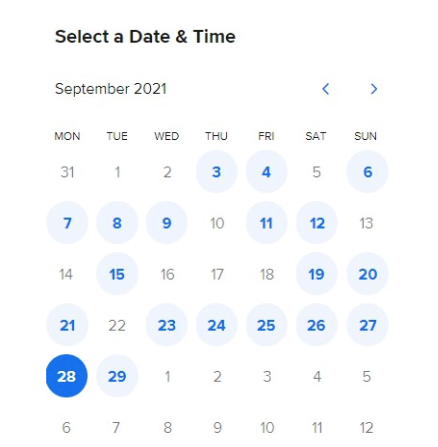 Select a Date & Time
September 2021
MON TUE WED THU FRI SAT SUN
31 1 2 3 4 5 6
7 8 9 10 11 12 13
14 15 16 17 18 19 20
21 22 23 24 25 26 27
28 29 1 2 3 4 5
6 7 8 9 10 11 12